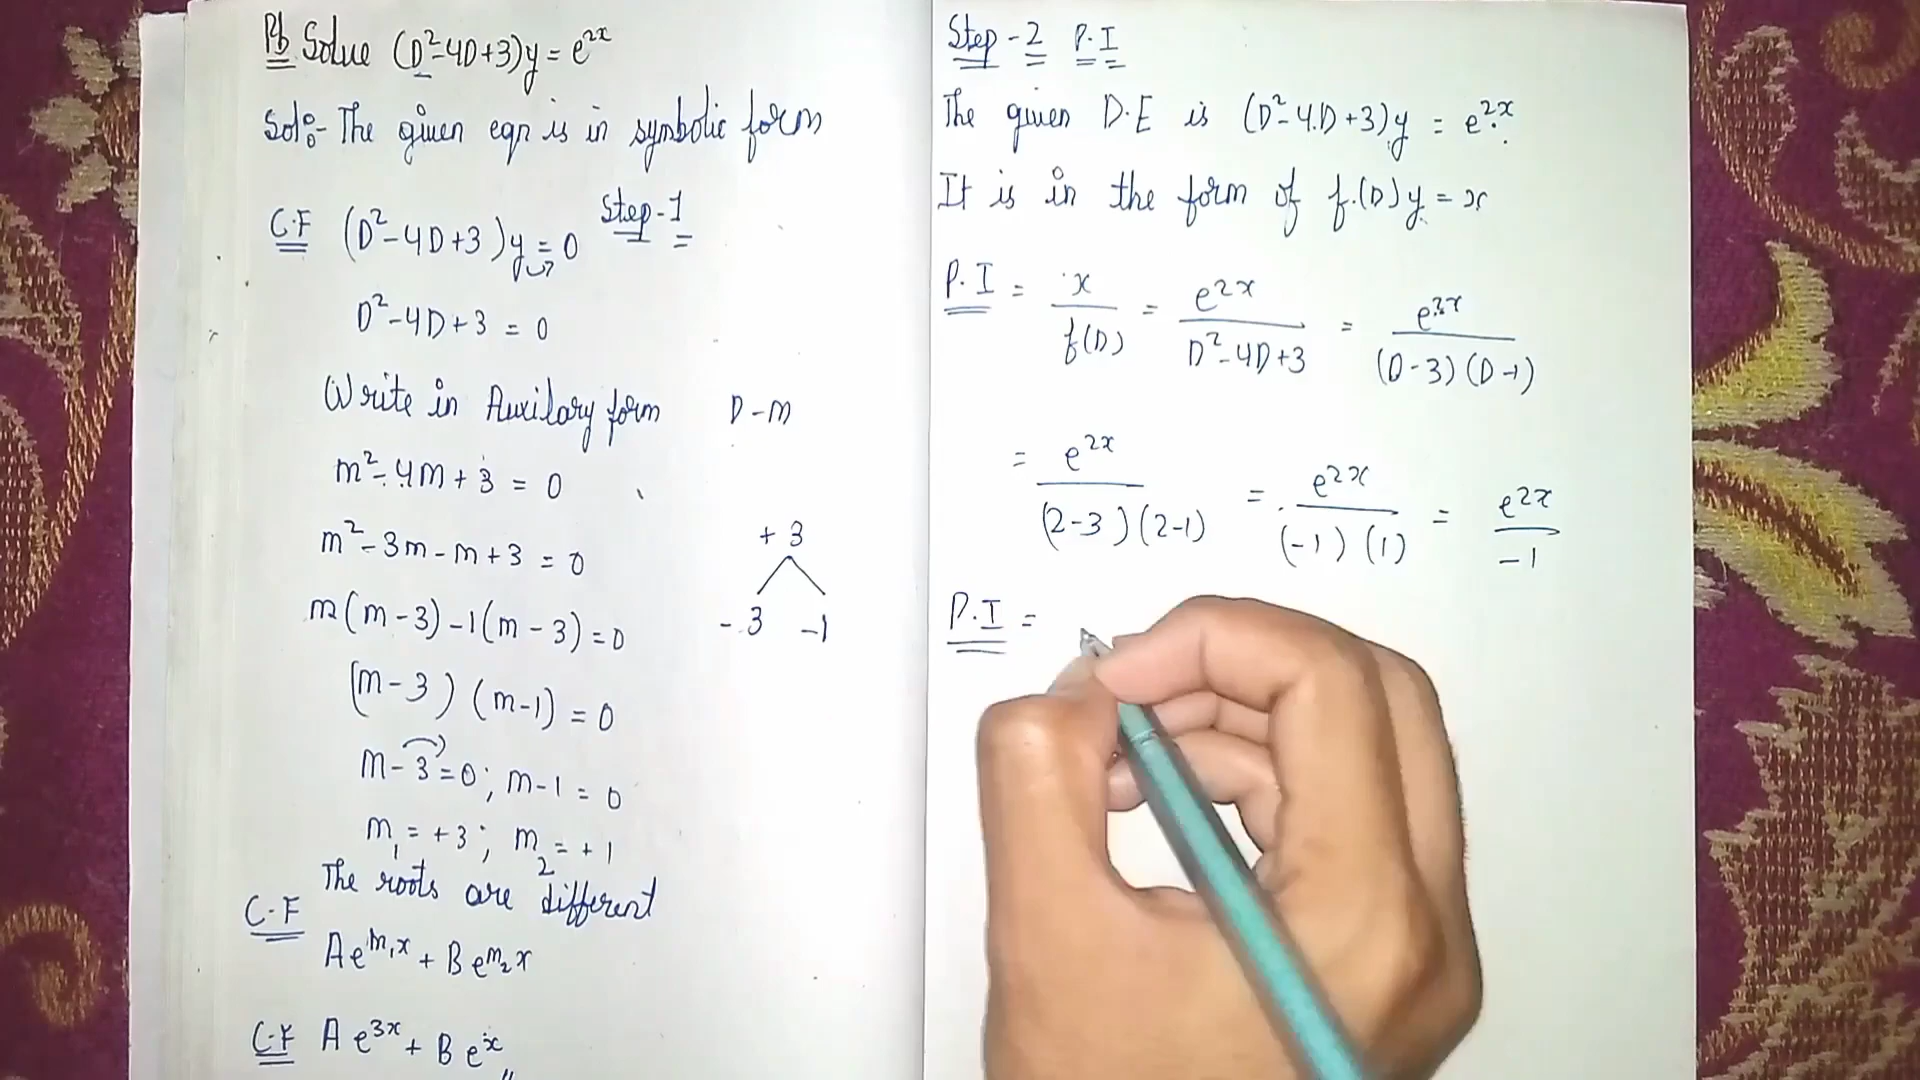 Pb Solve (D²-4D+3)y = e^2x
Sol:- The given eqn is in symbolic form
C.F (D²-4D+3)y = 0 Step-1
D²-4D+3 = 0
Write in Auxilary form D-m
m²-4m+3 = 0
m²-3m-m+3 = 0
+3
-3 -1
m(m-3)-1(m-3)=0
(m-3)(m-1)=0
m-3=0; m-1=0
m₁=+3; m₂=+1
The roots are different
C.F
Ae^m₁x + Be^m₂x
C.F Ae^3x + Be^x
Step-2 P.I
The given D.E is (D²-4D+3)y = e^2x
It is in the form of f(D)y = x
P.I = x/f(D) = e^2x/D²-4D+3 = e^3x/(D-3)(D-1)
= e^2x/(2-3)(2-1) = e^2x/(-1)(1) = e^2x/-1
P.I =